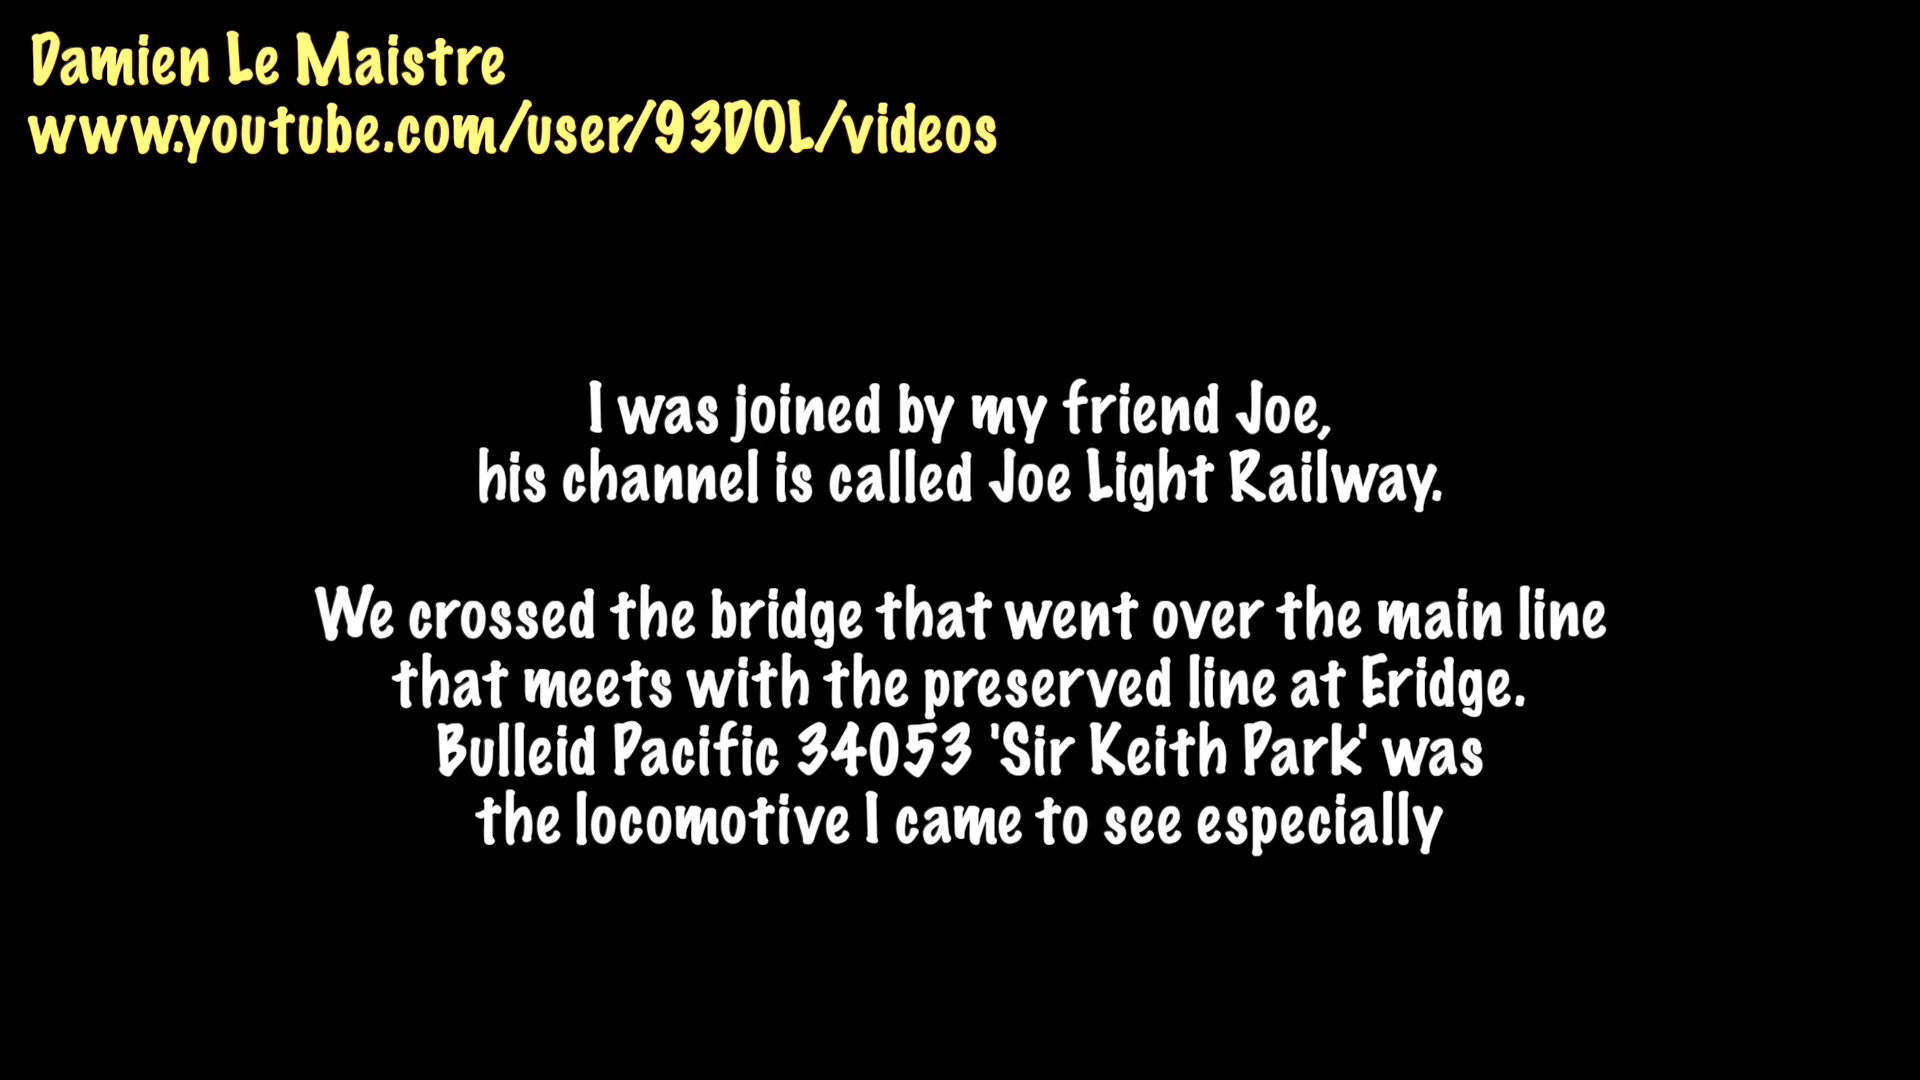 Damien Le Maistre
www.youtube.com/user/93DOL/videos
I was joined by my friend Joe,
his channel is called Joe Light Railway.
We crossed the bridge that went over the main line
that meets with the preserved line at Eridge.
Bulleid Pacific 34053 'Sir Keith Park' was
the locomotive I came to see especially